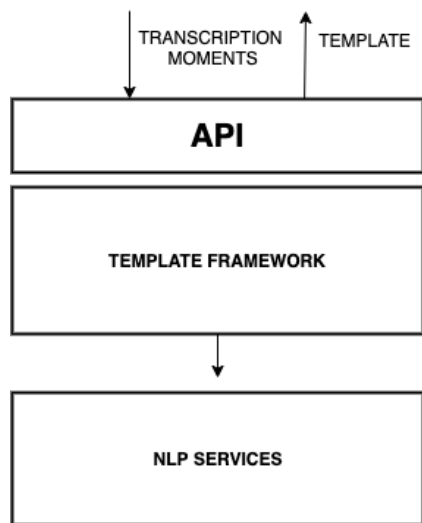 TRANSCRIPTION
MOMENTS
TEMPLATE
API
TEMPLATE FRAMEWORK
NLP SERVICES